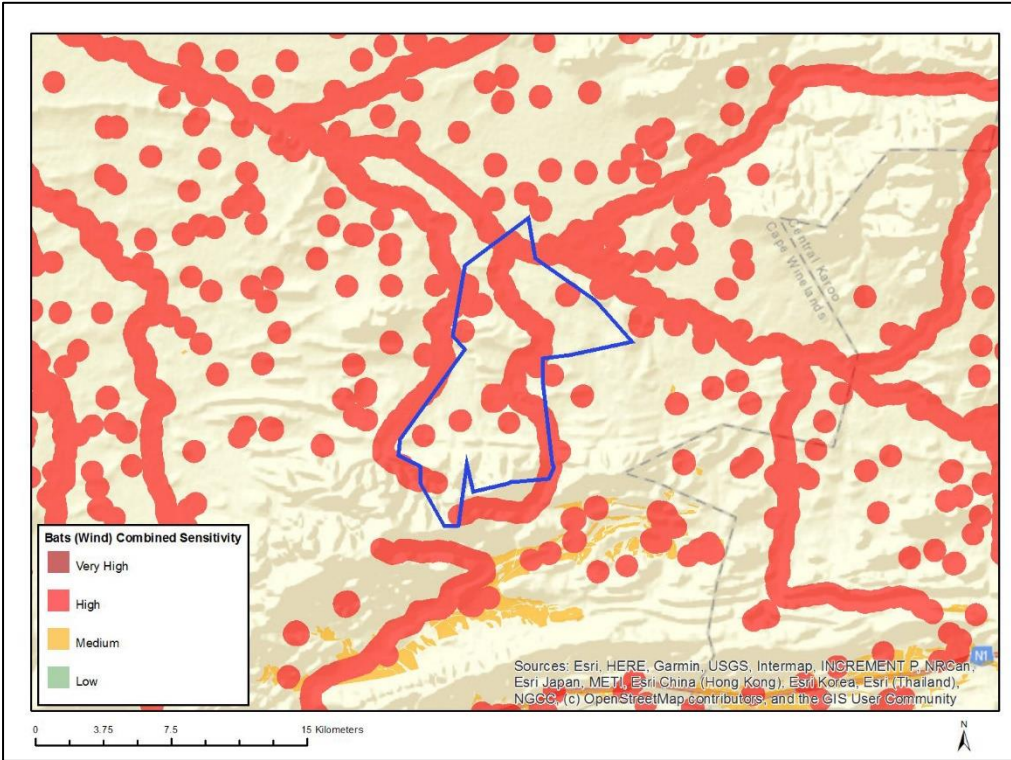 Central Karoo
Cape Winelands
Bats (Wind) Combined Sensitivity
Very High
High
Medium
Low
N1
Sources: Esri, HERE, Garmin, USGS, Intermap, INCREMENT P, NRCan,
Esri Japan, METI, Esri China (Hong Kong), Esri Korea, Esri (Thailand),
NGCC, (c) OpenStreetMap contributors, and the GIS User Community
0 3.75 7.5 15 Kilometers
N